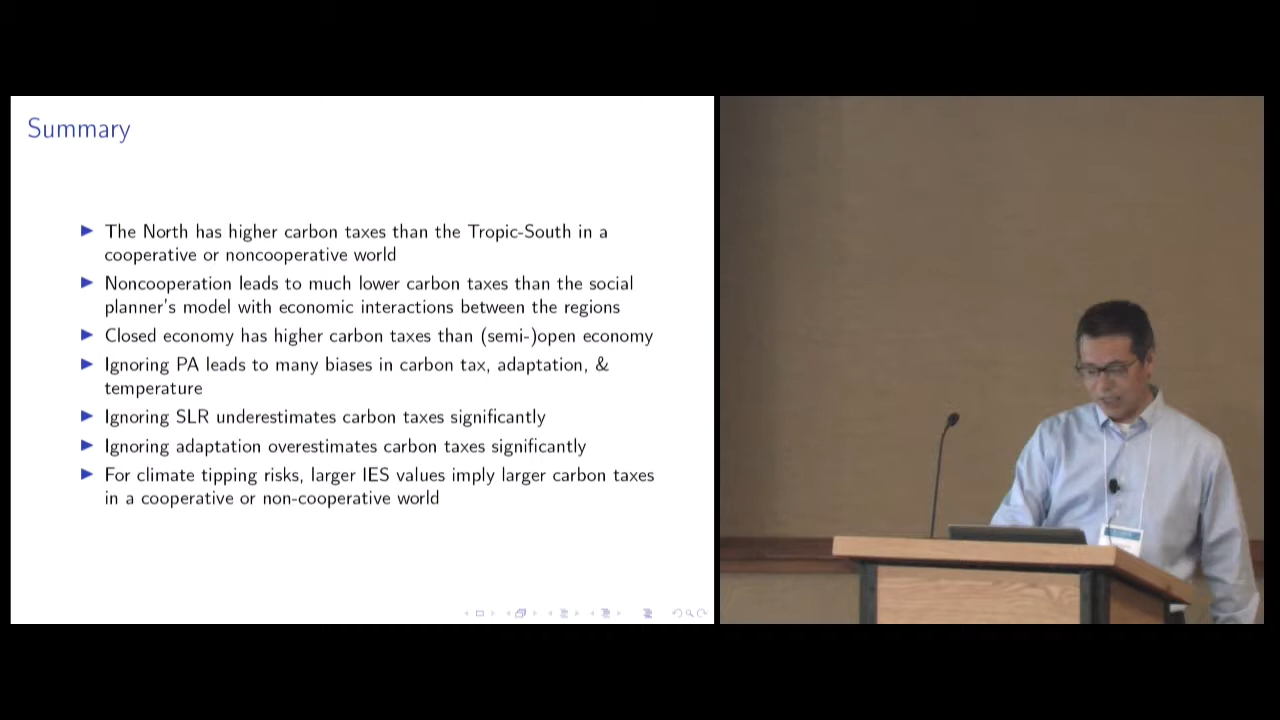 Summary
The North has higher carbon taxes than the Tropic-South in a
cooperative or noncooperative world
Noncooperation leads to much lower carbon taxes than the social
planner's model with economic interactions between the regions
Closed economy has higher carbon taxes than (semi-)open economy
Ignoring PA leads to many biases in carbon tax, adaptation, &
temperature
Ignoring SLR underestimates carbon taxes significantly
Ignoring adaptation overestimates carbon taxes significantly
For climate tipping risks, larger IES values imply larger carbon taxes
in a cooperative or non-cooperative world